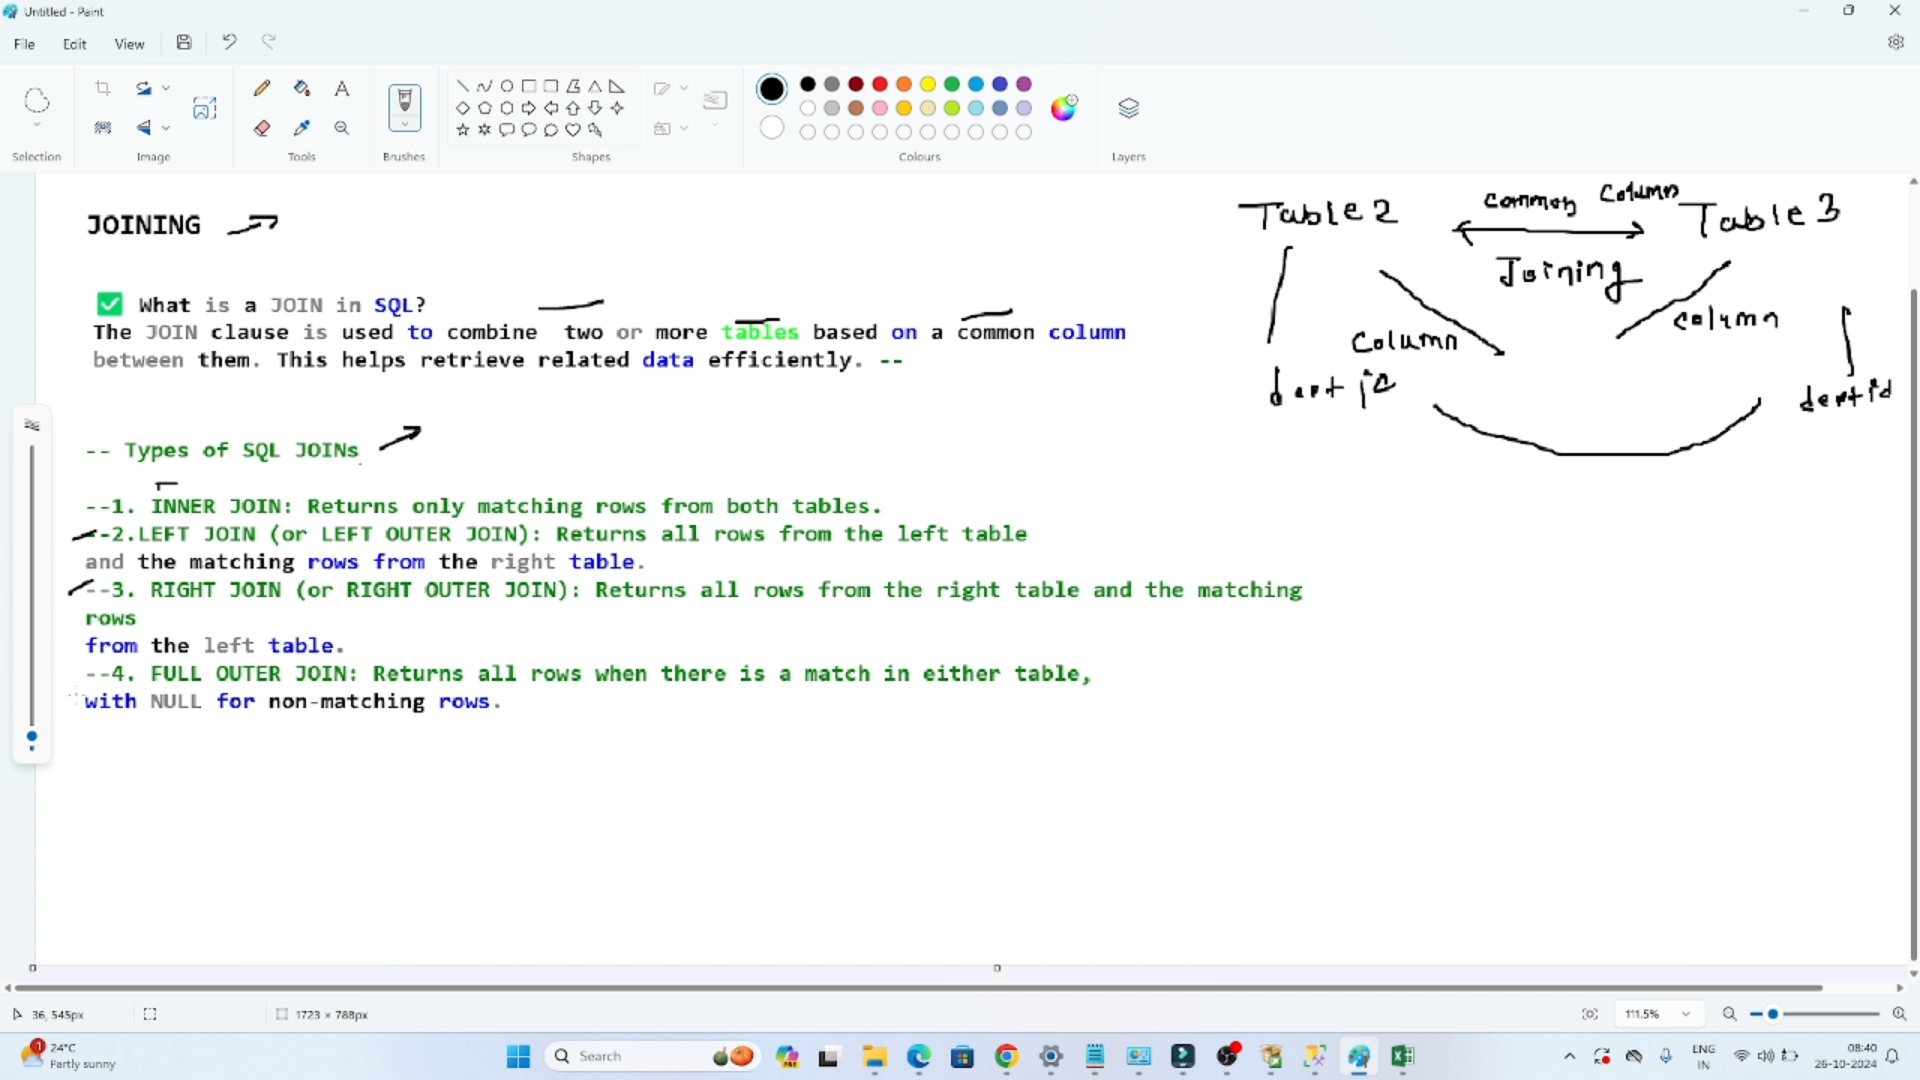 Untitled - Paint
File Edit View
Selection Image Tools Brushes Shapes Colours Layers
JOINING
What is a JOIN in SQL?
The JOIN clause is used to combine two or more tables based on a common column
between them. This helps retrieve related data efficiently. --
-- Types of SQL JOINs
--1. INNER JOIN: Returns only matching rows from both tables.
--2.LEFT JOIN (or LEFT OUTER JOIN): Returns all rows from the left table
and the matching rows from the right table.
--3. RIGHT JOIN (or RIGHT OUTER JOIN): Returns all rows from the right table and the matching
rows
from the left table.
--4. FULL OUTER JOIN: Returns all rows when there is a match in either table,
with NULL for non-matching rows.
Table 2 common column Table 3
Joining
column column
dept id dept id
36, 545px 1723 × 788px 111.5%
24°C
Partly sunny
Search
ENG
IN
08:40
26-10-2024